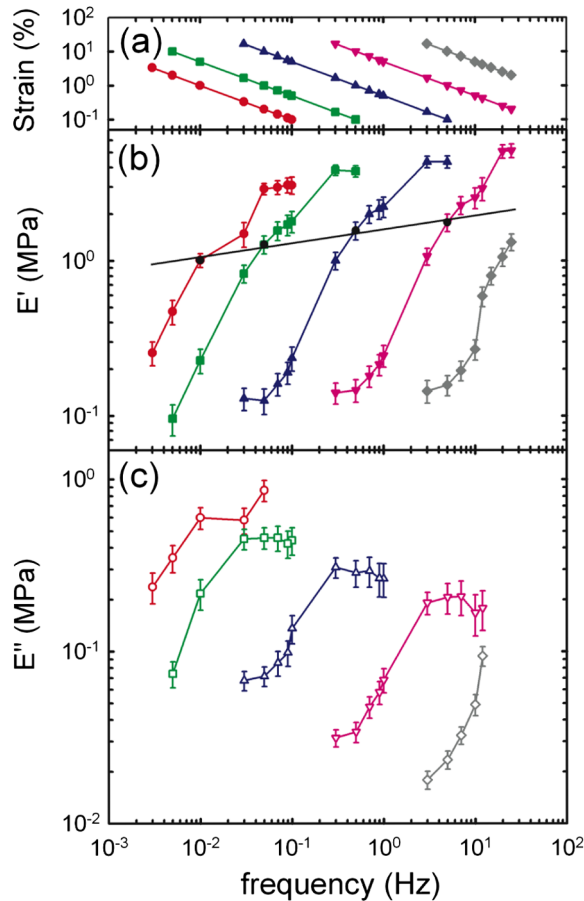 (a)
Strain (%)
10¹
10⁰
10⁻¹
(b)
E' (MPa)
10⁰
10⁻¹
(c)
E'' (MPa)
10⁰
10⁻¹
10⁻²
10⁻³ 10⁻² 10⁻¹ 10⁰ 10¹ 10²
frequency (Hz)